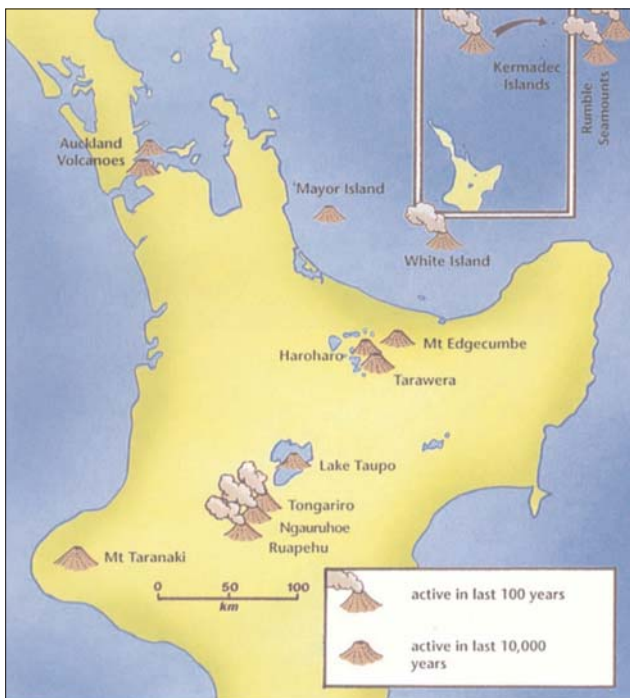 Kermadec
Islands
Rumble
Seamounts
Auckland
Volcanoes
Mayor Island
White Island
Mt Edgecumbe
Haroharo
Tarawera
Lake Taupo
Tongariro
Ngauruhoe
Ruapehu
Mt Taranaki
0 50 100
km
active in last 100 years
active in last 10,000
years